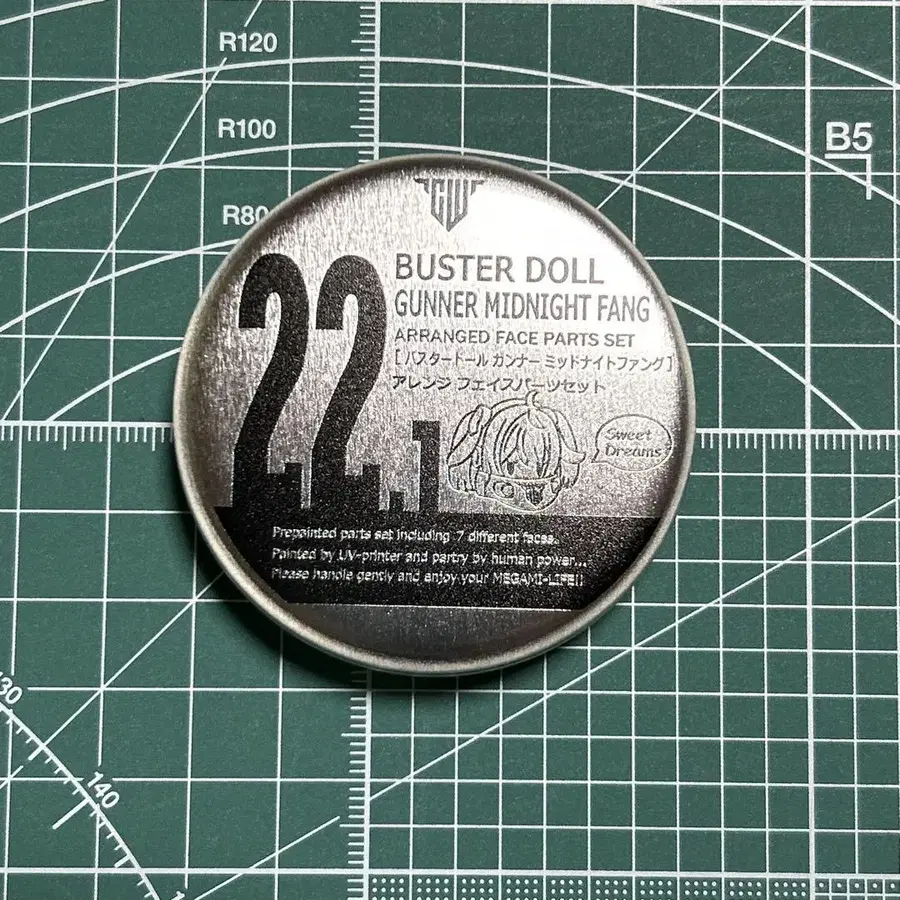 R120
R100
R80
B5
GW
22.1
BUSTER DOLL
GUNNER MIDNIGHT FANG
ARRANGED FACE PARTS SET
[バスタードール ガンナー ミッドナイトファング]
アレンジ フェイスパーツセット
Sweet
Dreams
Prepainted parts set including 7 different faces.
Painted by UV-printer and partry by human power...
Please handle gently and enjoy your MEGAMI-LIFE!!
130
140